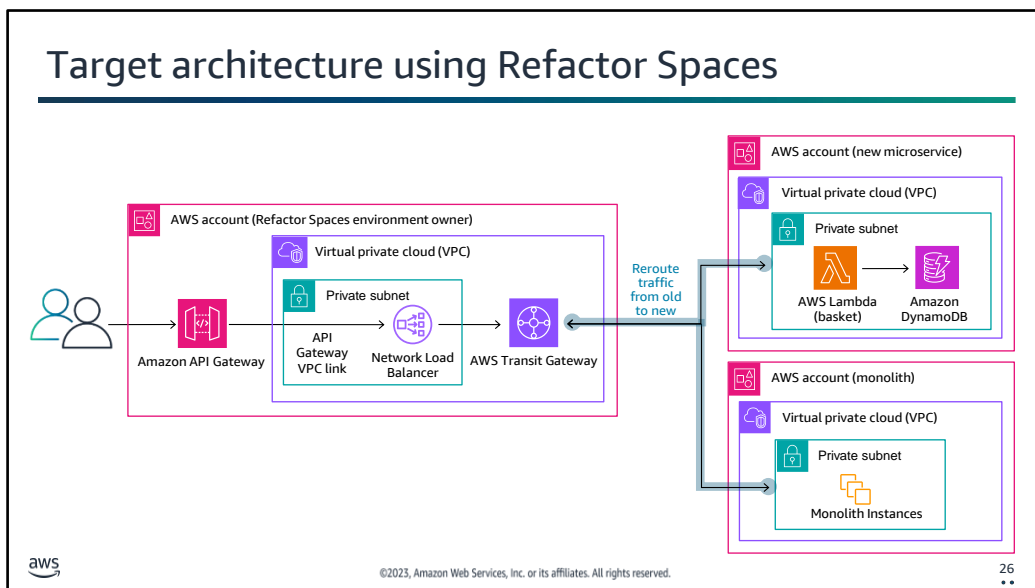 Target architecture using Refactor Spaces
AWS account (Refactor Spaces environment owner)
Virtual private cloud (VPC)
Private subnet
Amazon API Gateway
API
Gateway
VPC link
Network Load
Balancer
AWS Transit Gateway
Reroute
traffic
from old
to new
AWS account (new microservice)
Virtual private cloud (VPC)
Private subnet
AWS Lambda
(basket)
Amazon
DynamoDB
AWS account (monolith)
Virtual private cloud (VPC)
Private subnet
Monolith Instances
aws
©2023, Amazon Web Services, Inc. or its affiliates. All rights reserved.
26